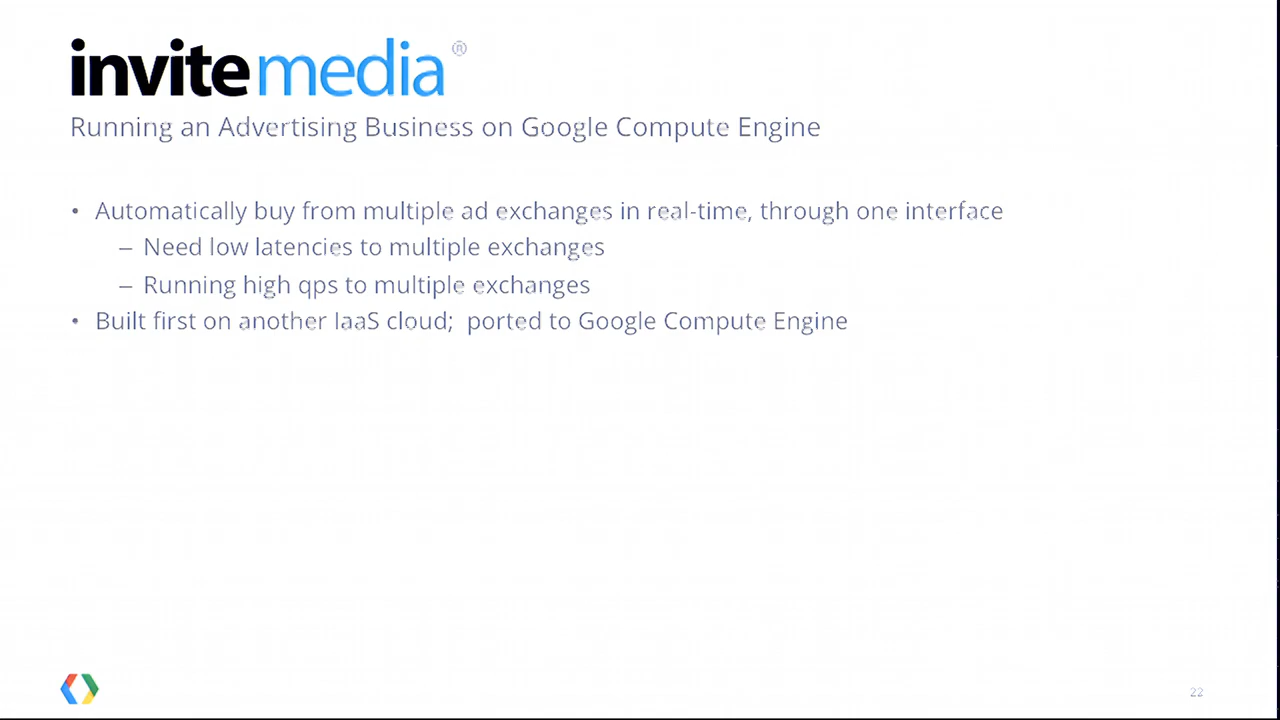 invitemedia®
Running an Advertising Business on Google Compute Engine
• Automatically buy from multiple ad exchanges in real-time, through one interface
– Need low latencies to multiple exchanges
– Running high qps to multiple exchanges
• Built first on another IaaS cloud; ported to Google Compute Engine
22